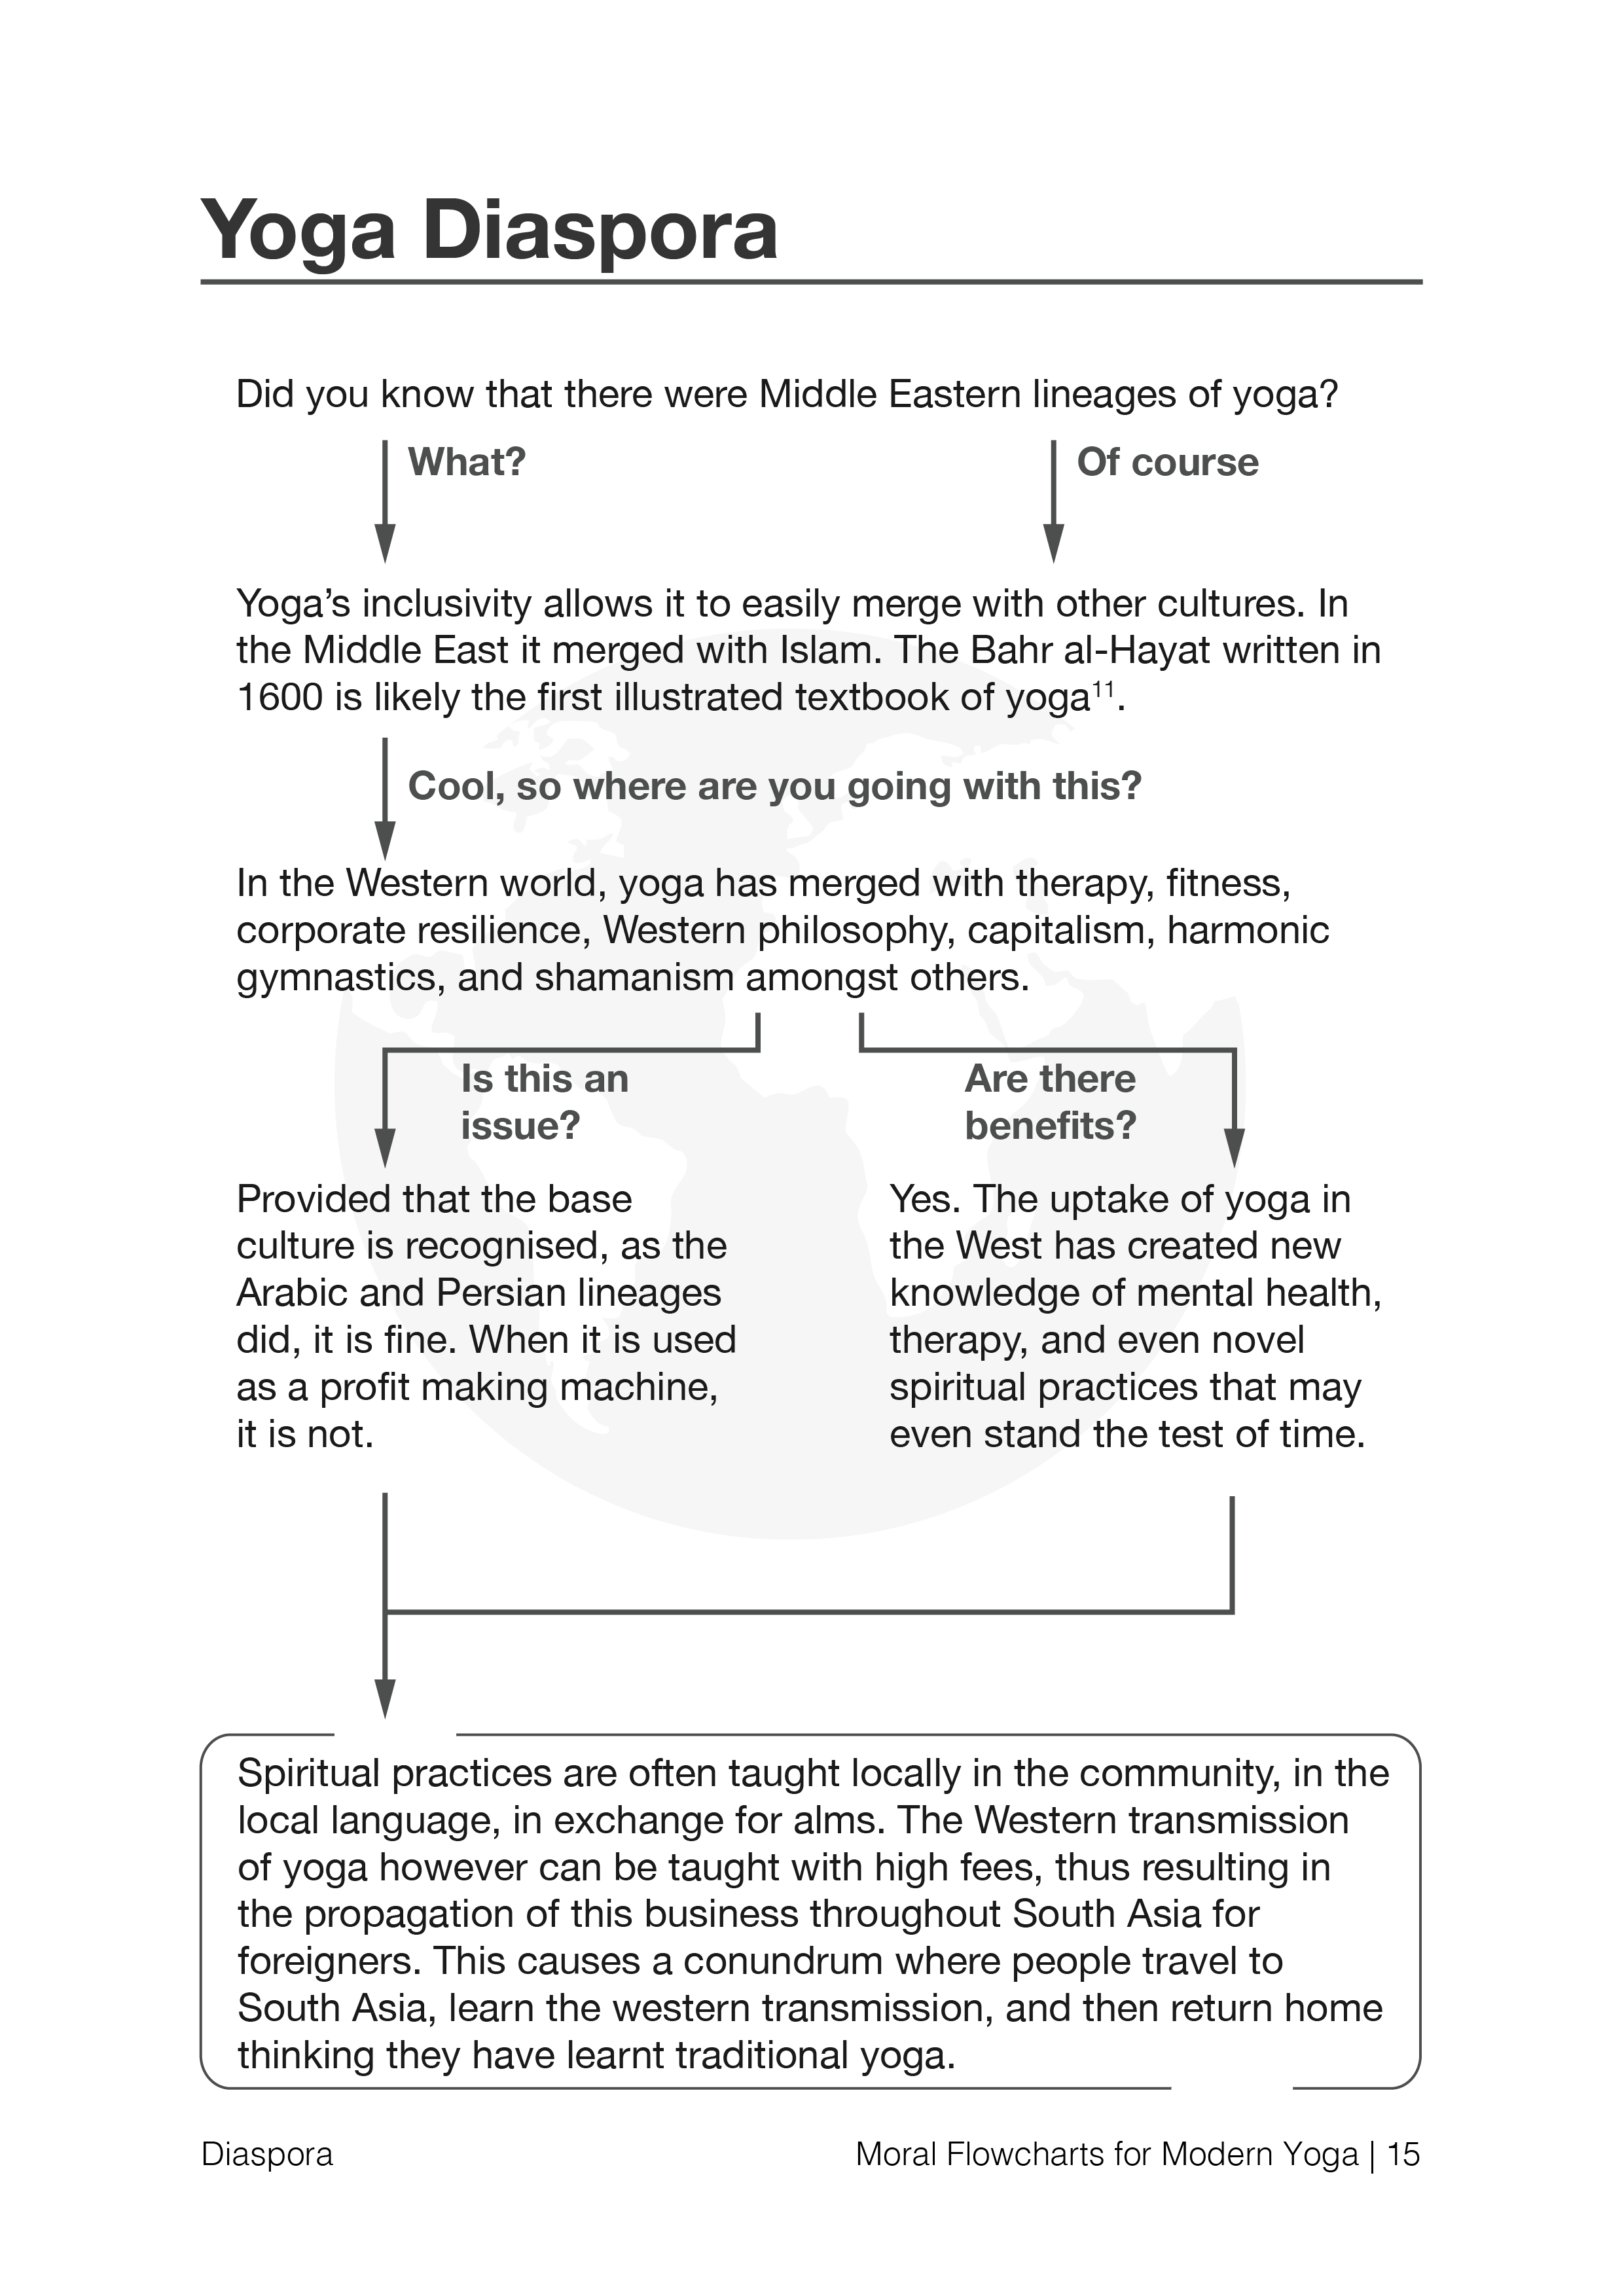 Yoga Diaspora
Did you know that there were Middle Eastern lineages of yoga?
What?
Of course
Yoga’s inclusivity allows it to easily merge with other cultures. In
the Middle East it merged with Islam. The Bahr al-Hayat written in
1600 is likely the first illustrated textbook of yoga¹¹.
Cool, so where are you going with this?
In the Western world, yoga has merged with therapy, fitness,
corporate resilience, Western philosophy, capitalism, harmonic
gymnastics, and shamanism amongst others.
Is this an
issue?
Provided that the base
culture is recognised, as the
Arabic and Persian lineages
did, it is fine. When it is used
as a profit making machine,
it is not.
Are there
benefits?
Yes. The uptake of yoga in
the West has created new
knowledge of mental health,
therapy, and even novel
spiritual practices that may
even stand the test of time.
Spiritual practices are often taught locally in the community, in the
local language, in exchange for alms. The Western transmission
of yoga however can be taught with high fees, thus resulting in
the propagation of this business throughout South Asia for
foreigners. This causes a conundrum where people travel to
South Asia, learn the western transmission, and then return home
thinking they have learnt traditional yoga.
Diaspora
Moral Flowcharts for Modern Yoga | 15